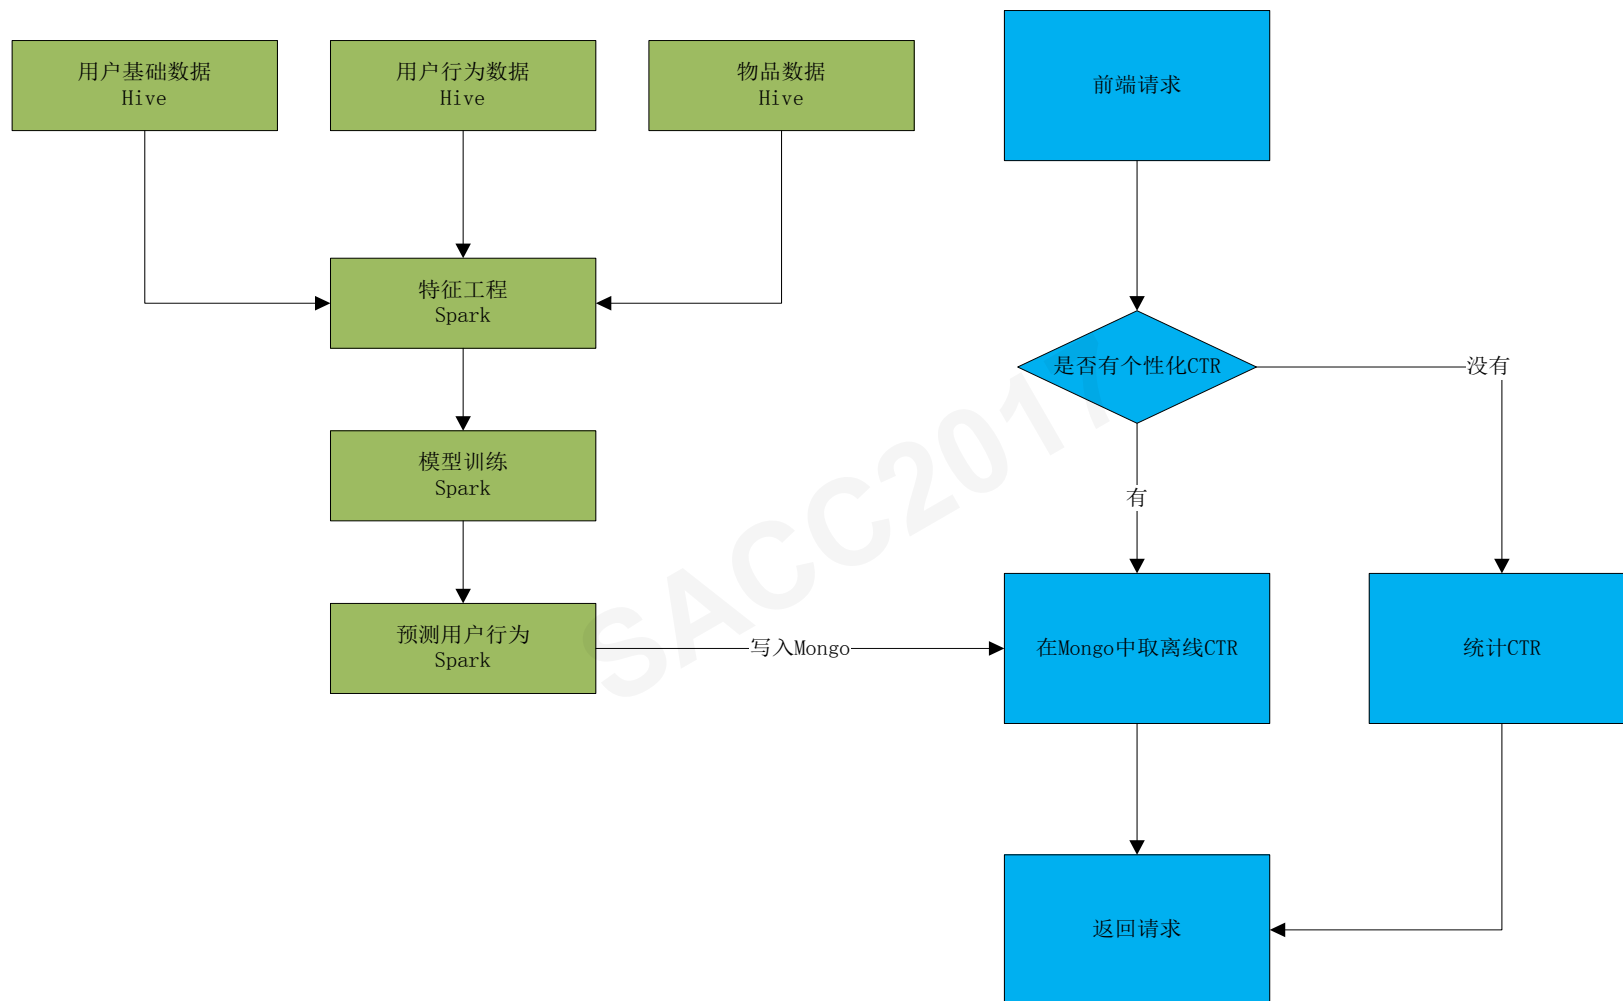 用户基础数据
Hive
用户行为数据
Hive
物品数据
Hive
前端请求
特征工程
Spark
是否有个性化CTR
没有
模型训练
Spark
有
预测用户行为
Spark
写入Mongo
在Mongo中取离线CTR
统计CTR
返回请求
SACC2017